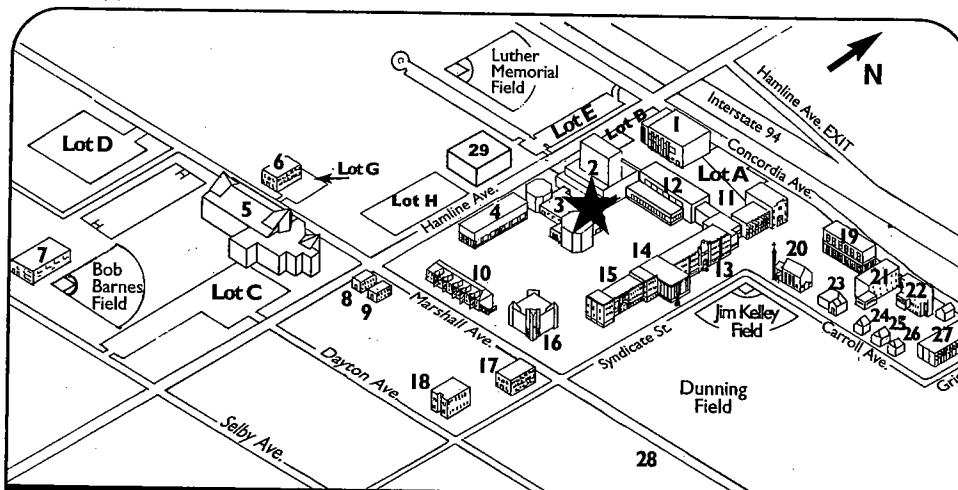 Luther
Memorial
Field
N
Hamline Ave. EXIT
Interstate 94
Concordia Ave.
Lot E
Lot B
1
Lot D
6
Lot G
29
2
Lot A
Lot H
Hamline Ave.
12
11
5
4
3
7
Bob
Barnes
Field
10
14
13
20
19
Lot C
8
9
15
23
21
22
Marshall Ave.
16
Syndicate St.
Jim Kelley
Field
24
25
26
27
Carroll Ave.
Dayton Ave.
17
18
Dunning
Field
Selby Ave.
28